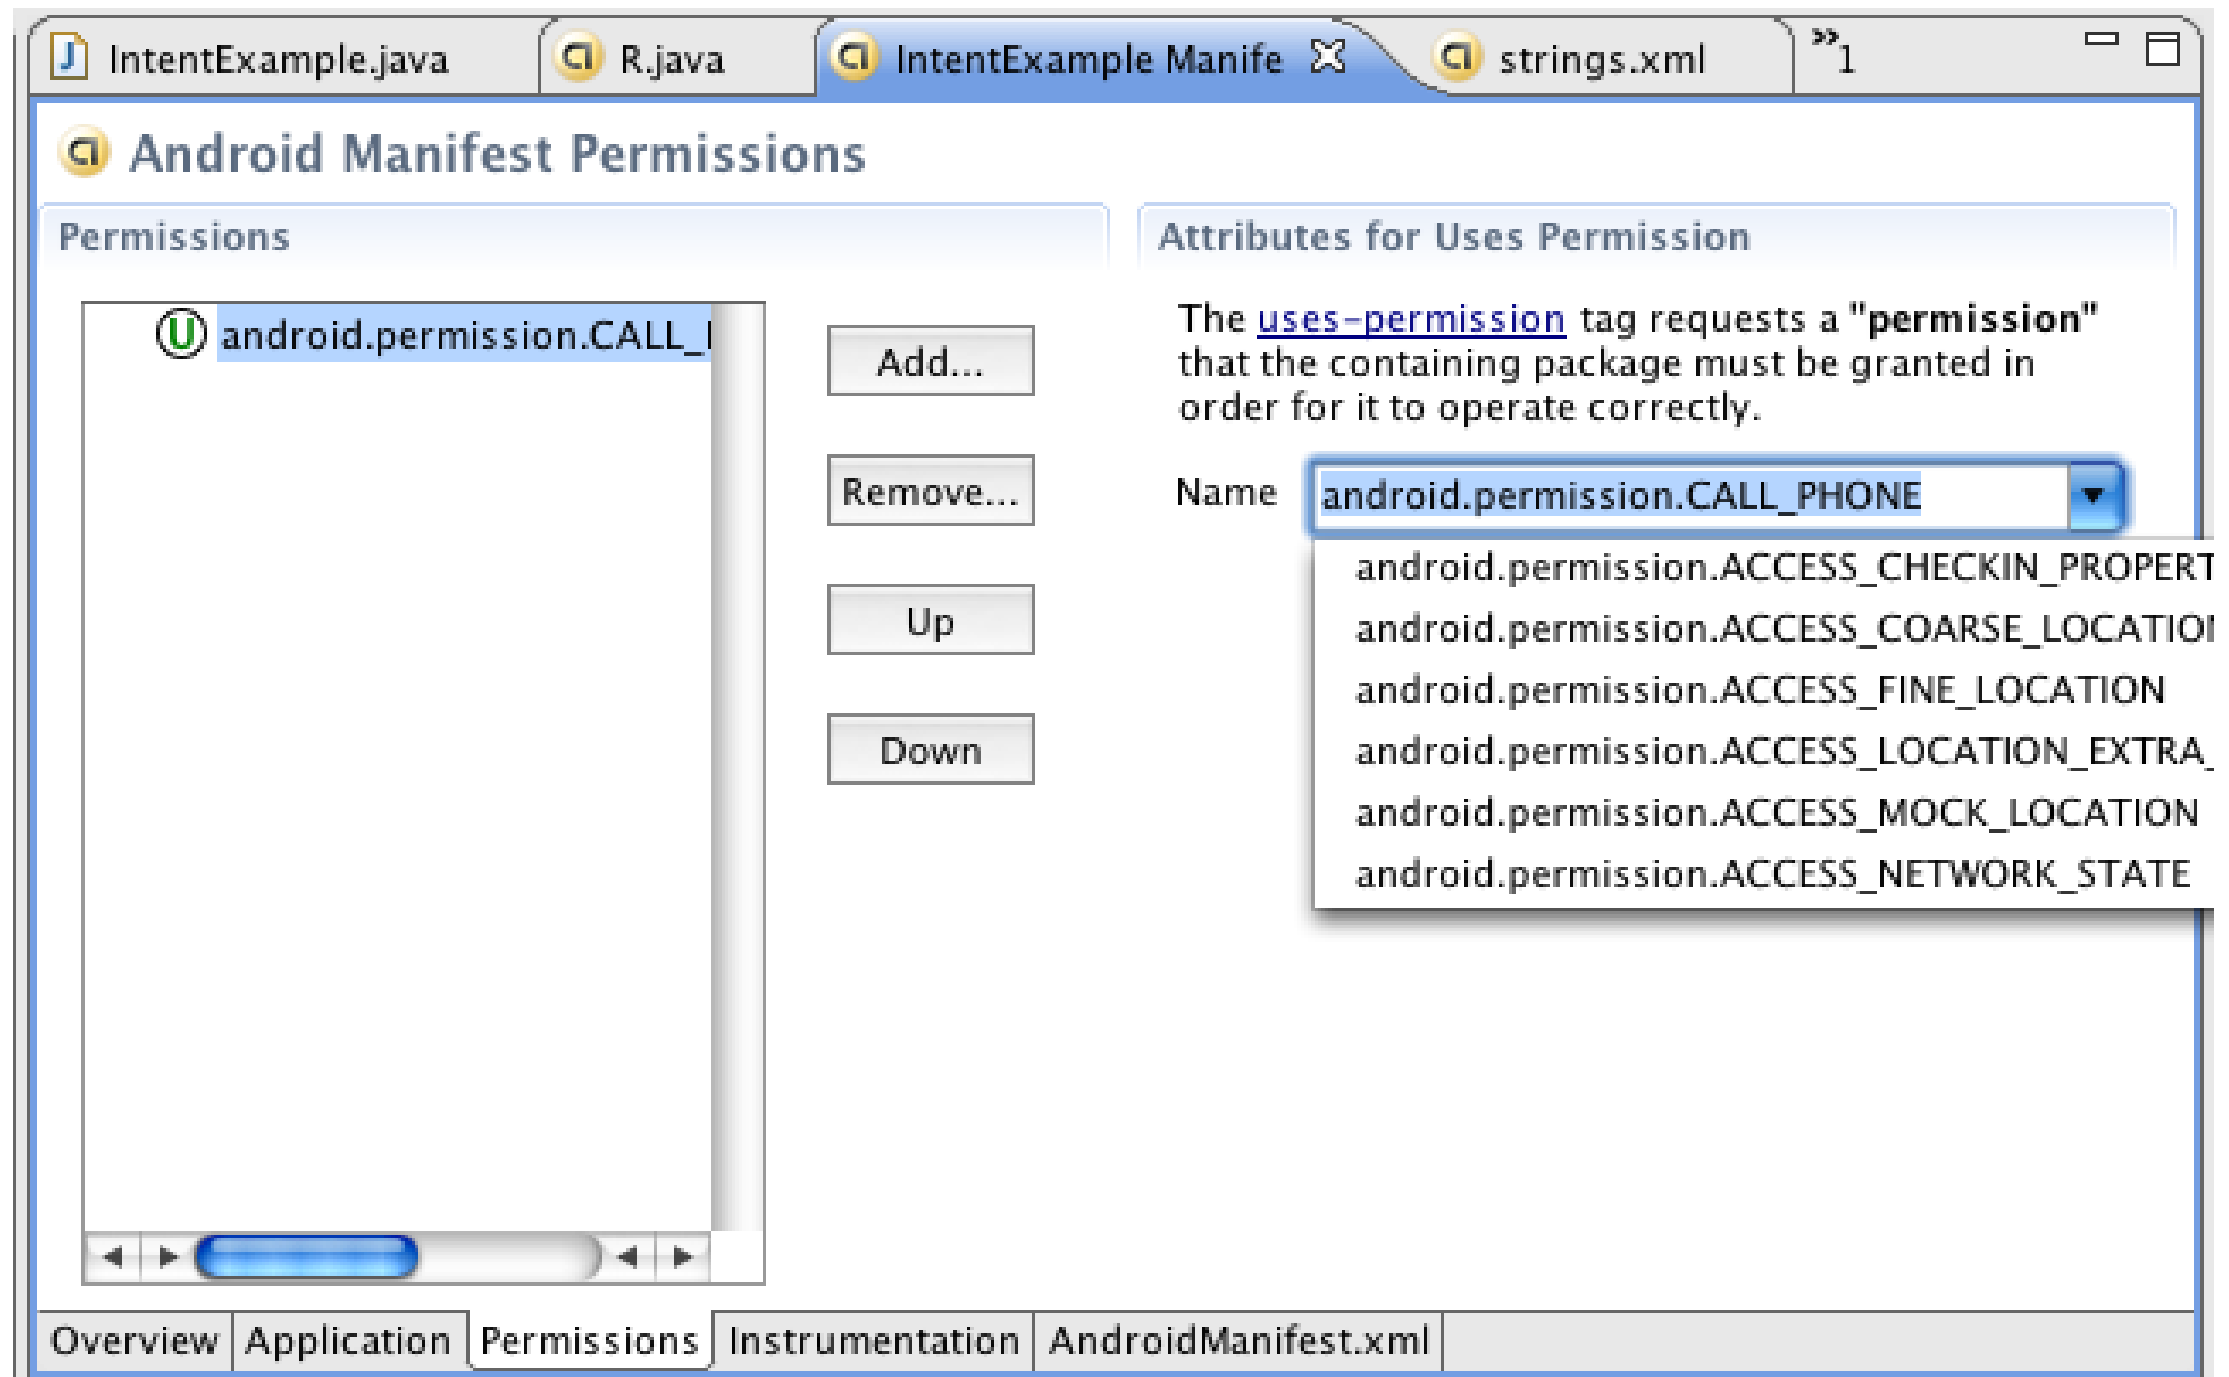 IntentExample.java
R.java
IntentExample Manife
strings.xml
»1
Android Manifest Permissions
Permissions
U android.permission.CALL_
Add...
Remove...
Up
Down
Attributes for Uses Permission
The uses-permission tag requests a "permission"
that the containing package must be granted in
order for it to operate correctly.
Name android.permission.CALL_PHONE
android.permission.ACCESS_CHECKIN_PROPERT
android.permission.ACCESS_COARSE_LOCATION
android.permission.ACCESS_FINE_LOCATION
android.permission.ACCESS_LOCATION_EXTRA_
android.permission.ACCESS_MOCK_LOCATION
android.permission.ACCESS_NETWORK_STATE
Overview Application Permissions Instrumentation AndroidManifest.xml